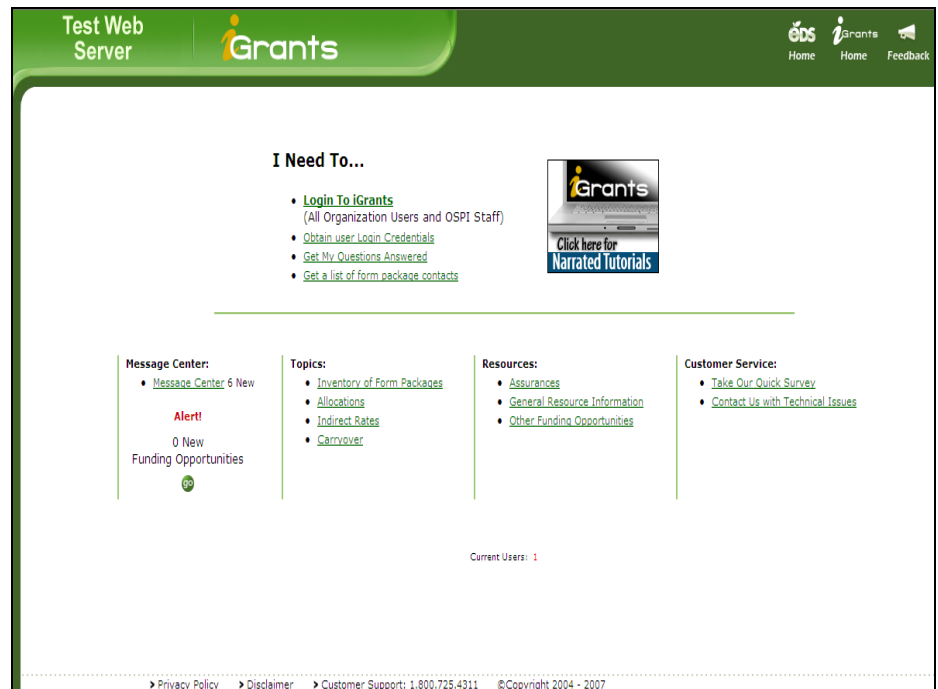 Test Web
Server
iGrants
eDS
Home
iGrants
Home
Feedback
I Need To...
Login To iGrants
(All Organization Users and OSPI Staff)
Obtain user Login Credentials
Get My Questions Answered
Get a list of form package contacts
iGrants
Click here for
Narrated Tutorials
Message Center:
Message Center 6 New
Alert!
0 New
Funding Opportunities
go
Topics:
Inventory of Form Packages
Allocations
Indirect Rates
Carryover
Resources:
Assurances
General Resource Information
Other Funding Opportunities
Customer Service:
Take Our Quick Survey
Contact Us with Technical Issues
Current Users: 1
Privacy Policy
Disclaimer
Customer Support: 1.800.725.4311
©Copyright 2004 - 2007